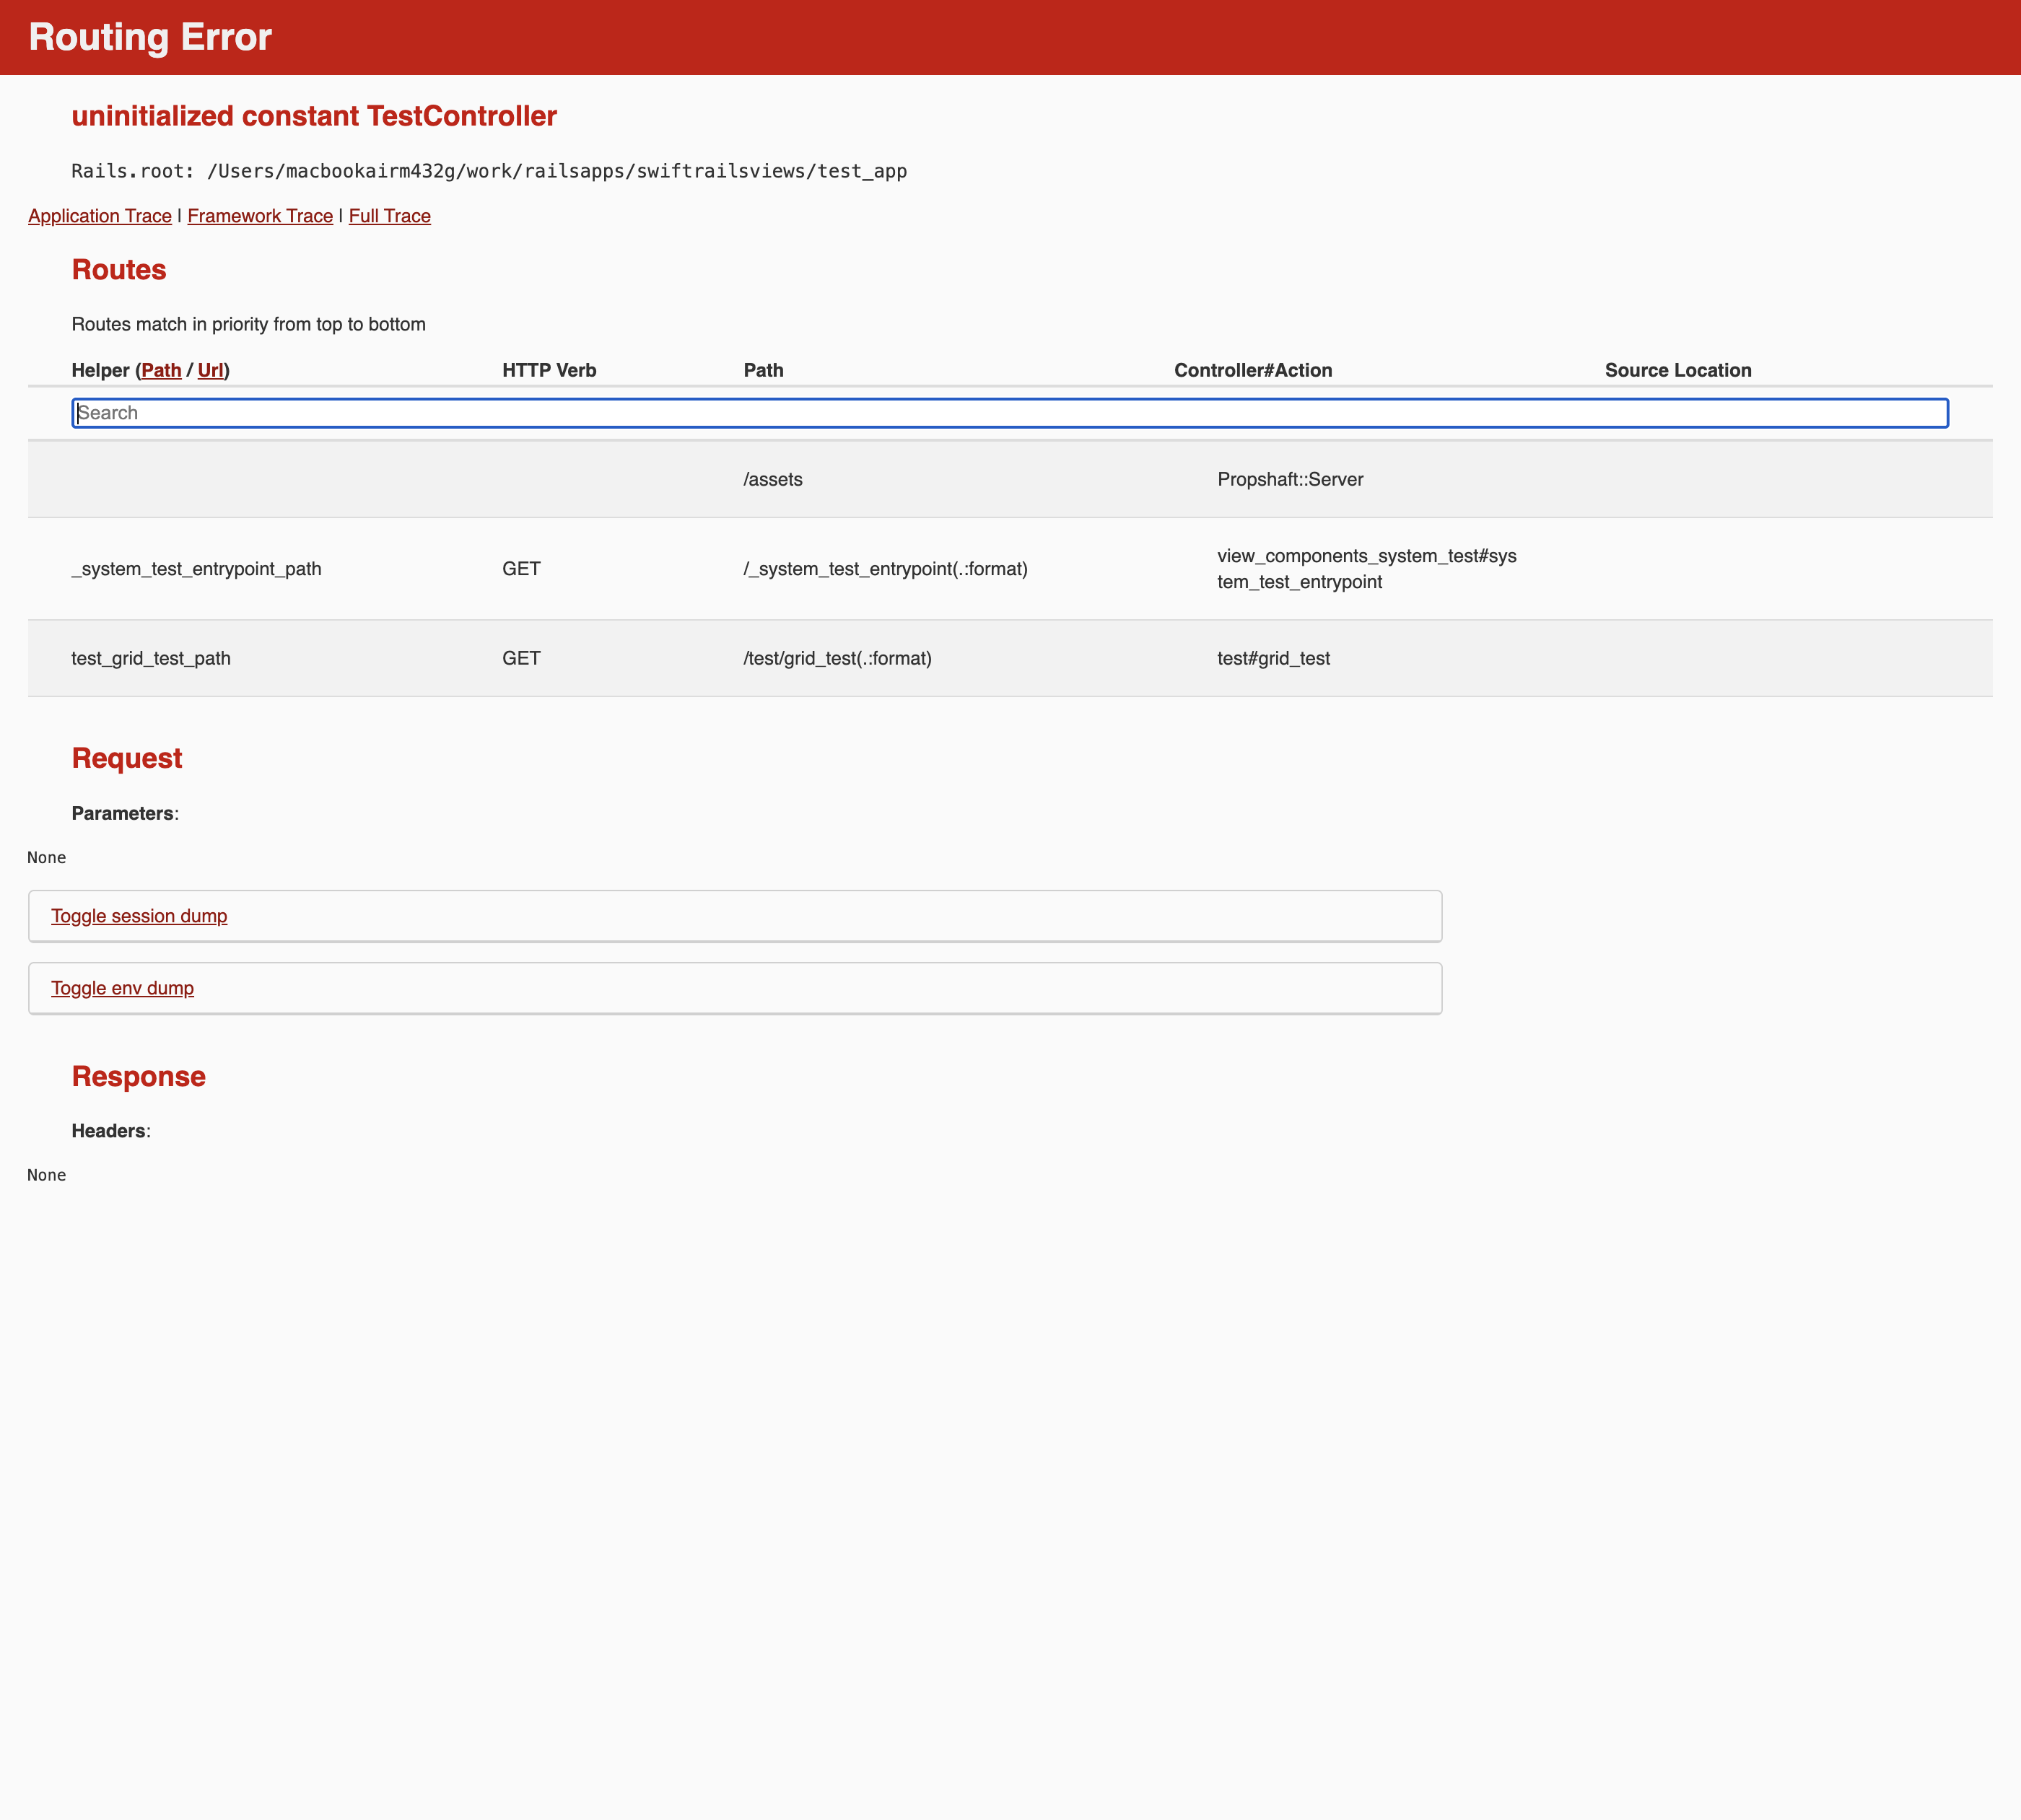 Routing Error
uninitialized constant TestController
Rails.root: /Users/macbookairm432g/work/railsapps/swiftrailsviews/test_app
Application Trace | Framework Trace | Full Trace
Routes
Routes match in priority from top to bottom
Helper (Path / Url) HTTP Verb Path Controller#Action Source Location
Search
/assets Propshaft::Server
_system_test_entrypoint_path GET /_system_test_entrypoint(.:format) view_components_system_test#sys
tem_test_entrypoint
test_grid_test_path GET /test/grid_test(.:format) test#grid_test
Request
Parameters:
None
Toggle session dump
Toggle env dump
Response
Headers:
None